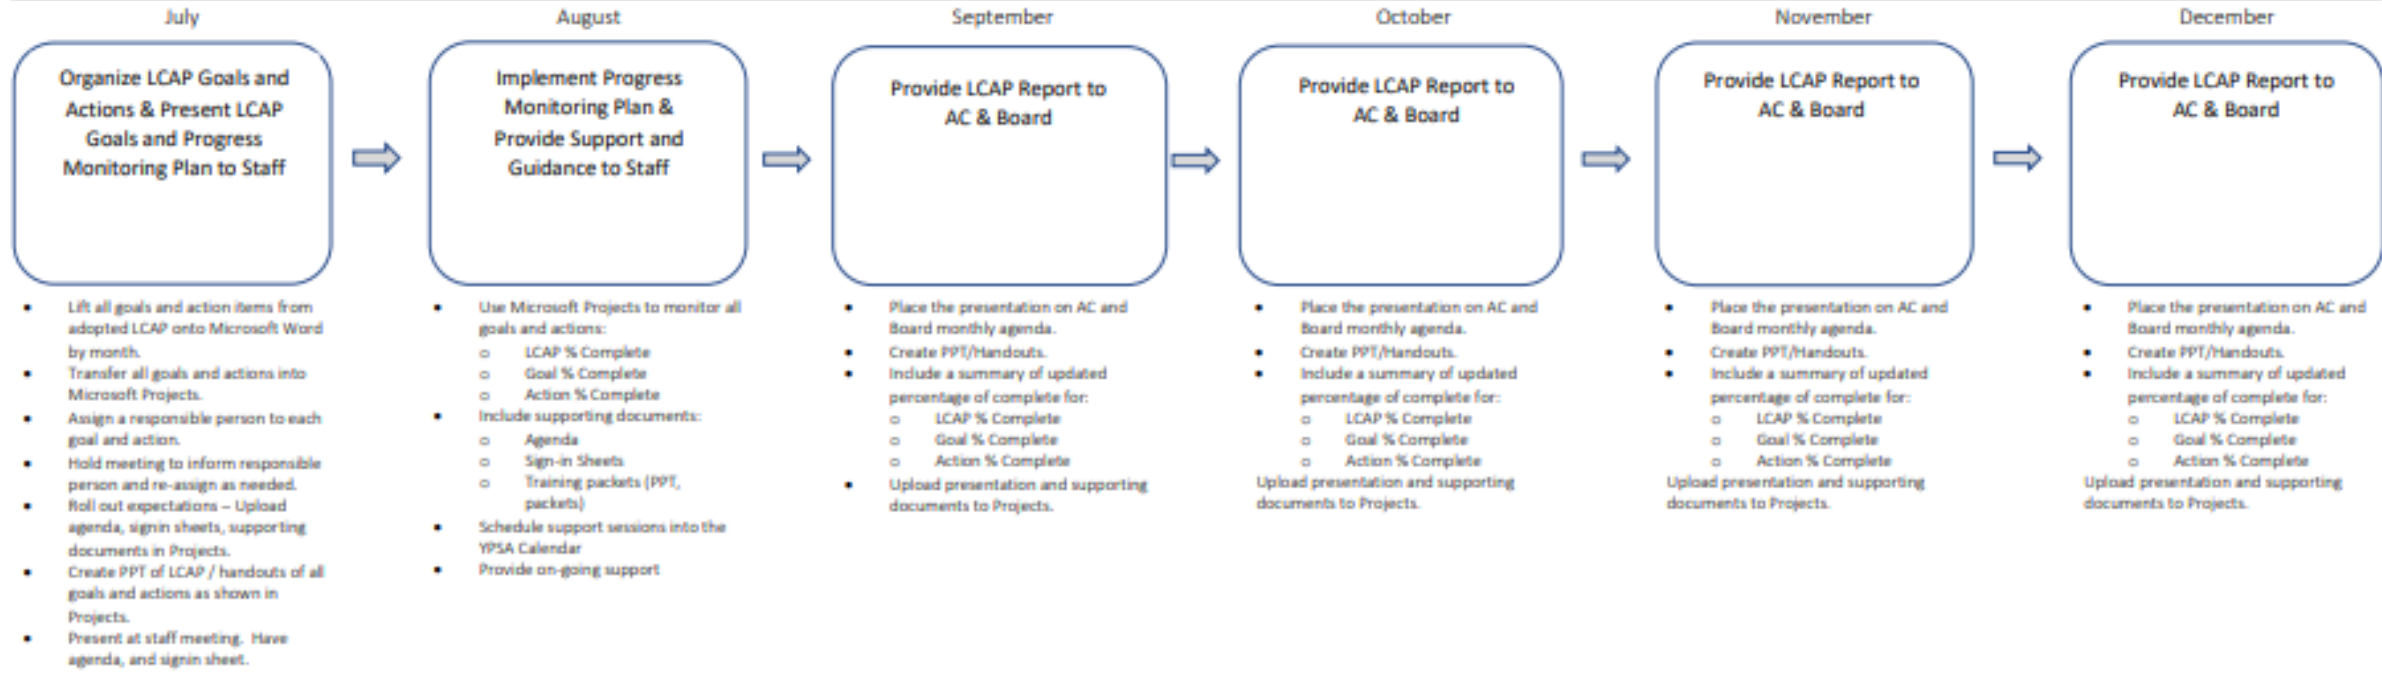 July
Organize LCAP Goals and
Actions & Present LCAP
Goals and Progress
Monitoring Plan to Staff
• Lift all goals and action items from
adopted LCAP onto Microsoft Word
by month.
• Transfer all goals and actions into
Microsoft Projects.
• Assign a responsible person to each
goal and action.
• Hold meeting to inform responsible
person and re-assign as needed.
• Roll out expectations – Upload
agenda, signin sheets, supporting
documents in Projects.
• Create PPT of LCAP / handouts of all
goals and actions as shown in
Projects.
• Present at staff meeting. Have
agenda, and signin sheet.
August
Implement Progress
Monitoring Plan &
Provide Support and
Guidance to Staff
• Use Microsoft Projects to monitor all
goals and actions:
o LCAP % Complete
o Goal % Complete
o Action % Complete
• Include supporting documents:
o Agenda
o Sign-in Sheets
o Training packets (PPT,
packets)
• Schedule support sessions into the
YPSA Calendar
• Provide on-going support
September
Provide LCAP Report to
AC & Board
• Place the presentation on AC and
Board monthly agenda.
• Create PPT/Handouts.
• Include a summary of updated
percentage of complete for:
o LCAP % Complete
o Goal % Complete
o Action % Complete
• Upload presentation and supporting
documents to Projects.
October
Provide LCAP Report to
AC & Board
• Place the presentation on AC and
Board monthly agenda.
• Create PPT/Handouts.
• Include a summary of updated
percentage of complete for:
o LCAP % Complete
o Goal % Complete
o Action % Complete
Upload presentation and supporting
documents to Projects.
November
Provide LCAP Report to
AC & Board
• Place the presentation on AC and
Board monthly agenda.
• Create PPT/Handouts.
• Include a summary of updated
percentage of complete for:
o LCAP % Complete
o Goal % Complete
o Action % Complete
Upload presentation and supporting
documents to Projects.
December
Provide LCAP Report to
AC & Board
• Place the presentation on AC and
Board monthly agenda.
• Create PPT/Handouts.
• Include a summary of updated
percentage of complete for:
o LCAP % Complete
o Goal % Complete
o Action % Complete
Upload presentation and supporting
documents to Projects.